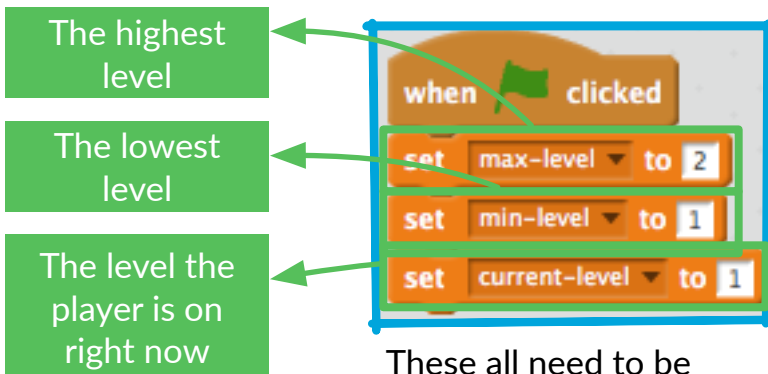 The highest
level
The lowest
level
The level the
player is on
right now
when clicked
set max-level to 2
set min-level to 1
set current-level to 1
These all need to be